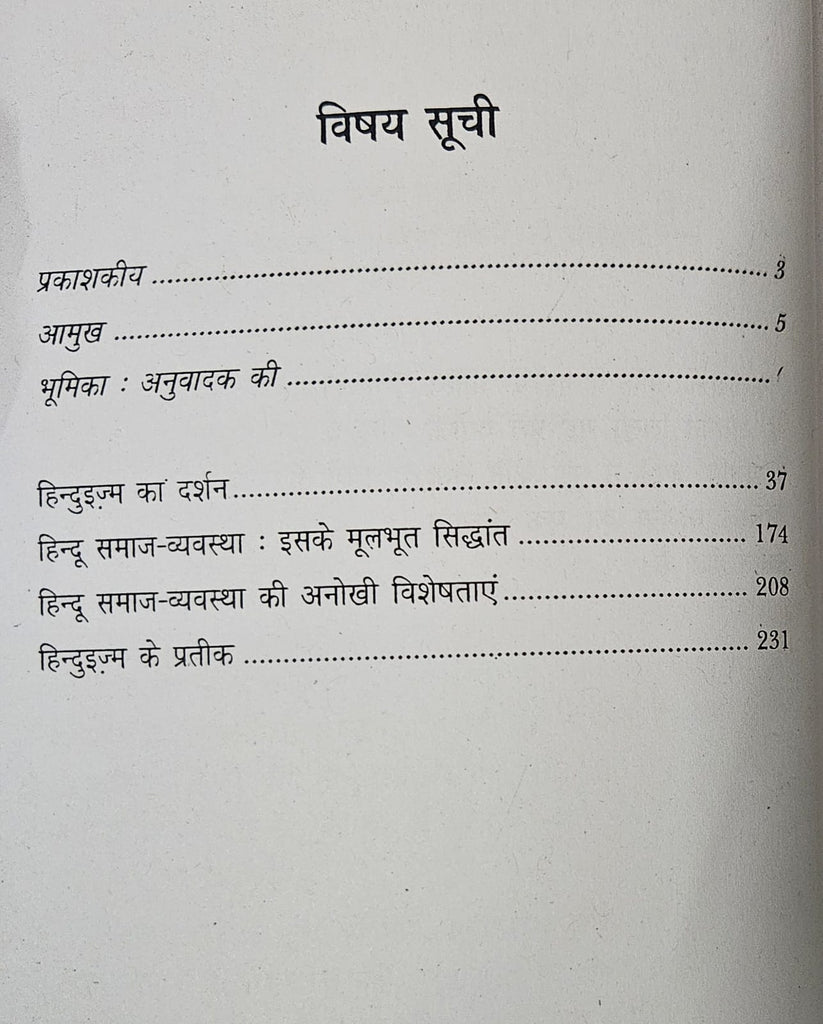 विषय सूची
प्रकाशकीय ........................................................................ 3
आमुख ........................................................................ 5
भूमिका : अनुवादक की ........................................................................
हिन्दुइज़्म का दर्शन ........................................................................ 37
हिन्दू समाज-व्यवस्था : इसके मूलभूत सिद्धांत .............................. 174
हिन्दू समाज-व्यवस्था की अनोखी विशेषताएं ................................ 208
हिन्दुइज़्म के प्रतीक .................................................................. 231